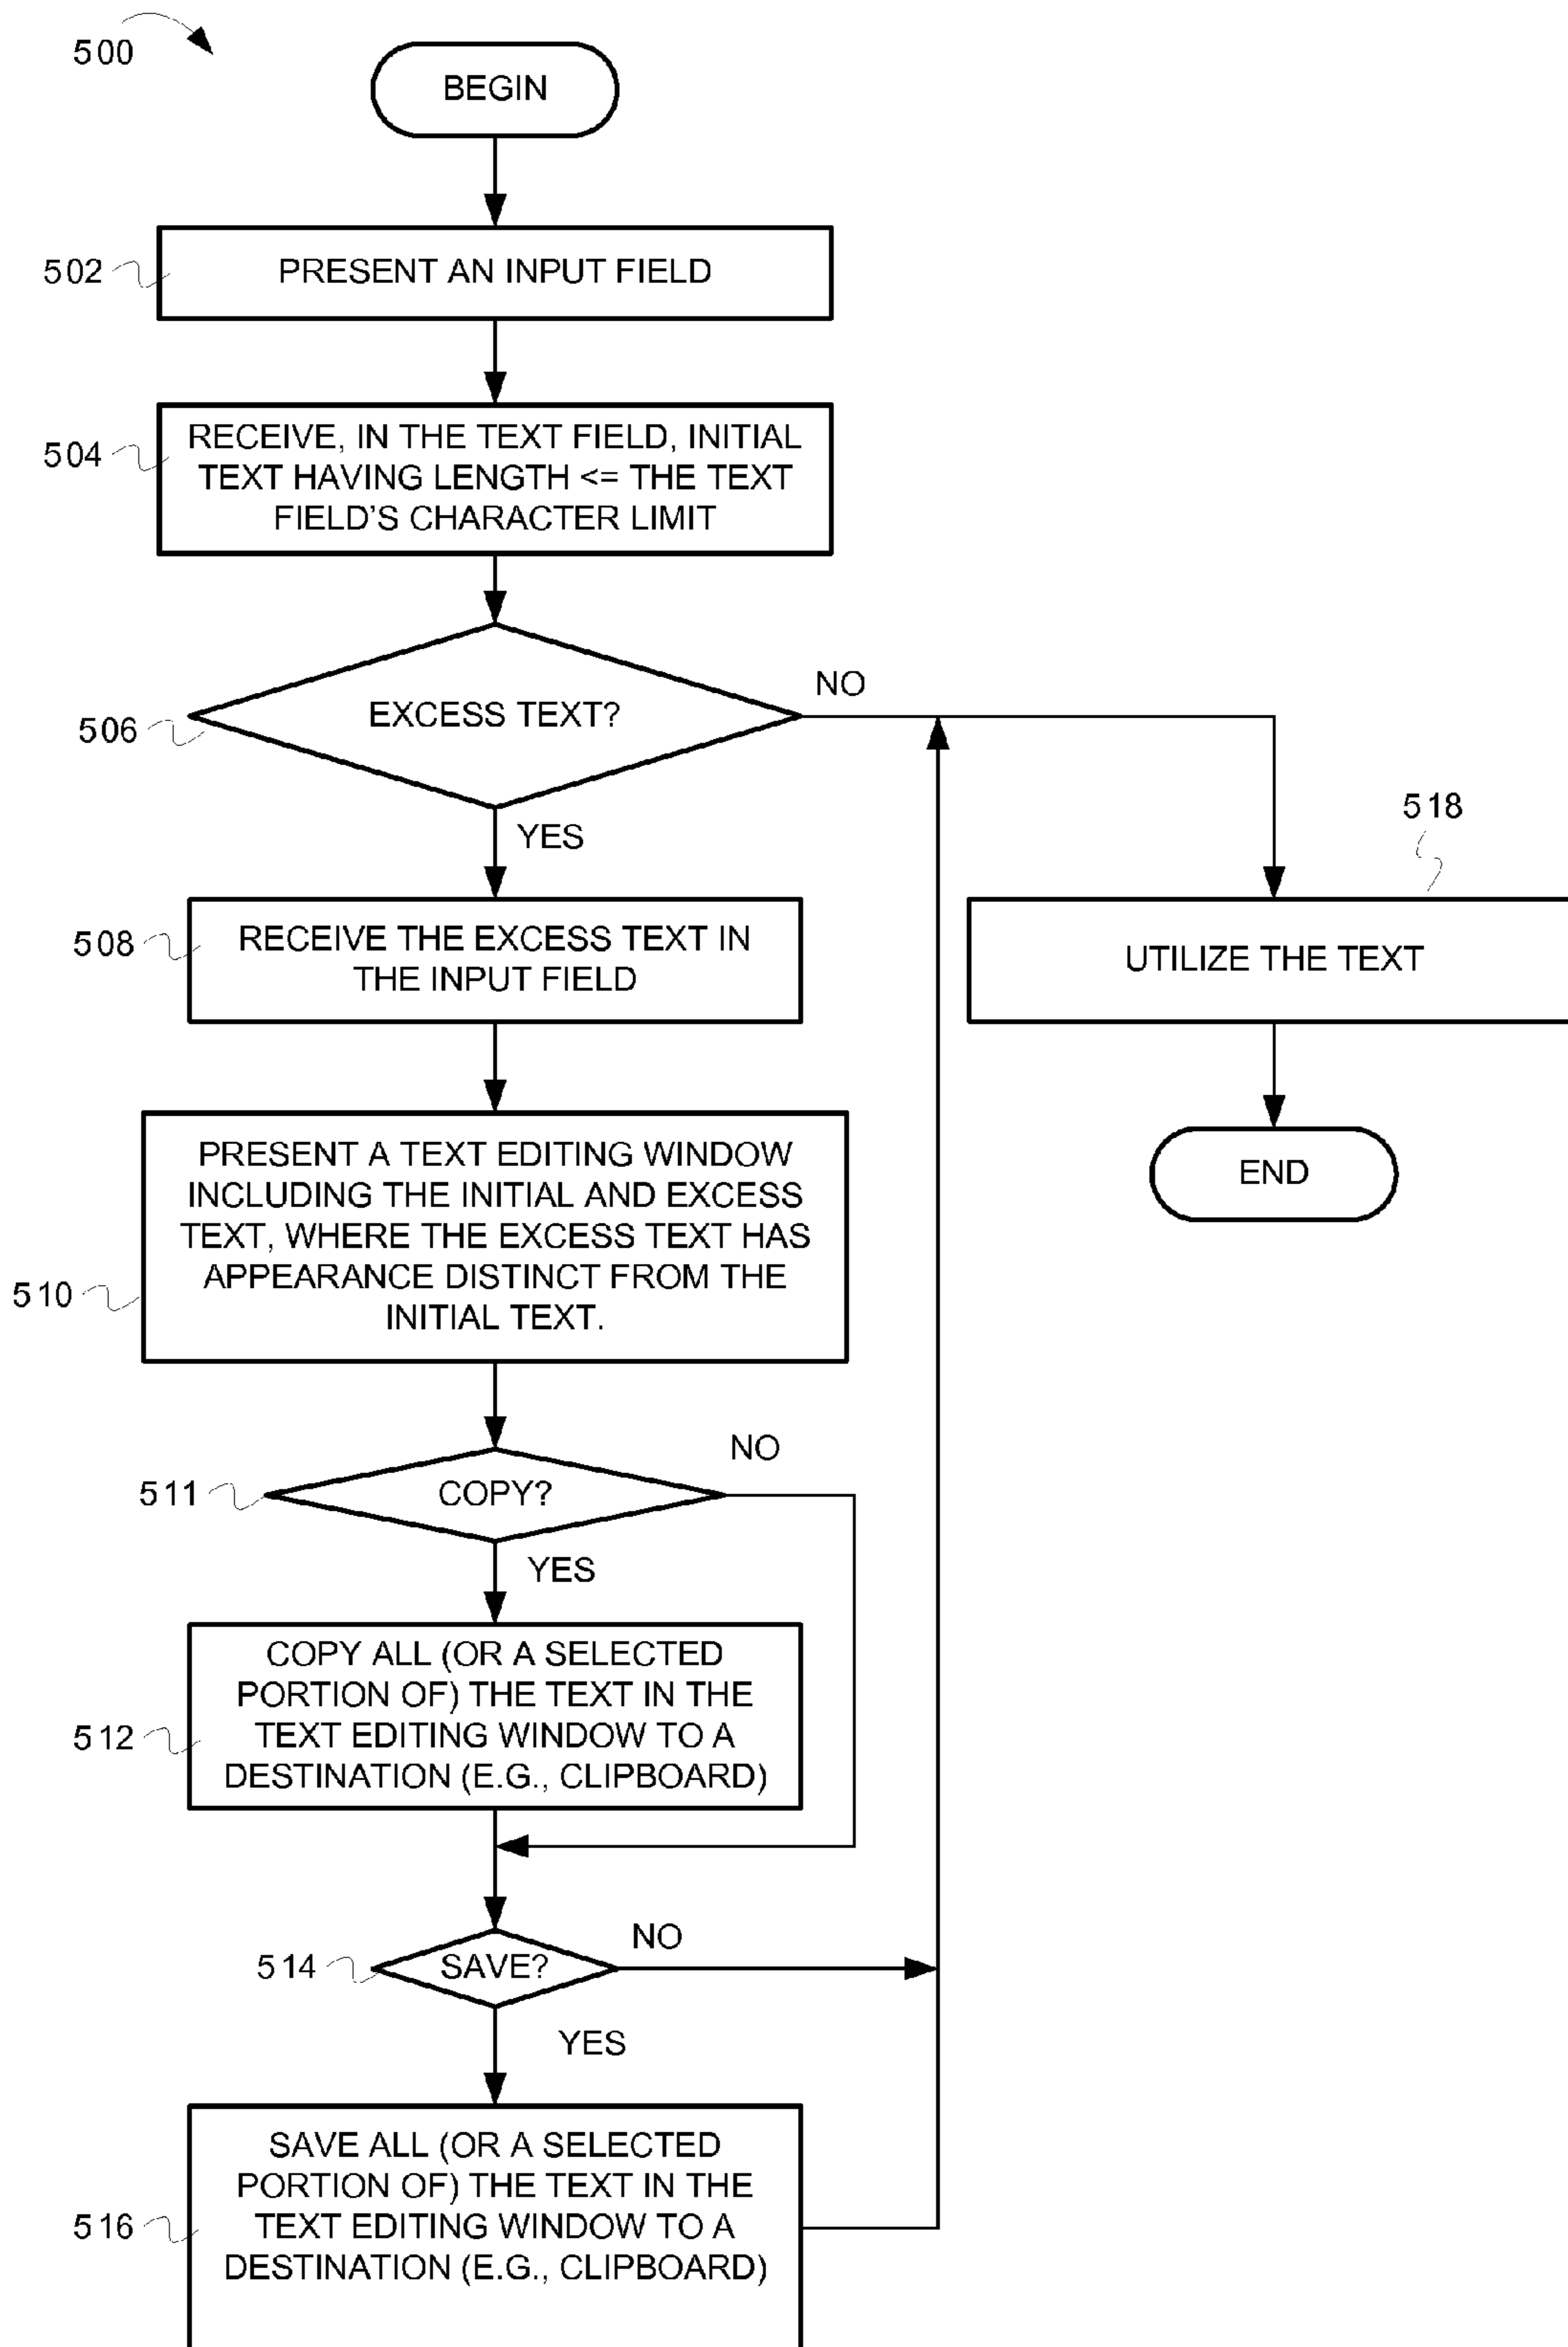 500
BEGIN
502
PRESENT AN INPUT FIELD
504
RECEIVE, IN THE TEXT FIELD, INITIAL
TEXT HAVING LENGTH <= THE TEXT
FIELD'S CHARACTER LIMIT
506
EXCESS TEXT?
NO
YES
518
508
RECEIVE THE EXCESS TEXT IN
THE INPUT FIELD
UTILIZE THE TEXT
END
510
PRESENT A TEXT EDITING WINDOW
INCLUDING THE INITIAL AND EXCESS
TEXT, WHERE THE EXCESS TEXT HAS
APPEARANCE DISTINCT FROM THE
INITIAL TEXT.
511
COPY?
NO
YES
512
COPY ALL (OR A SELECTED
PORTION OF) THE TEXT IN THE
TEXT EDITING WINDOW TO A
DESTINATION (E.G., CLIPBOARD)
514
SAVE?
NO
YES
516
SAVE ALL (OR A SELECTED
PORTION OF) THE TEXT IN THE
TEXT EDITING WINDOW TO A
DESTINATION (E.G., CLIPBOARD)